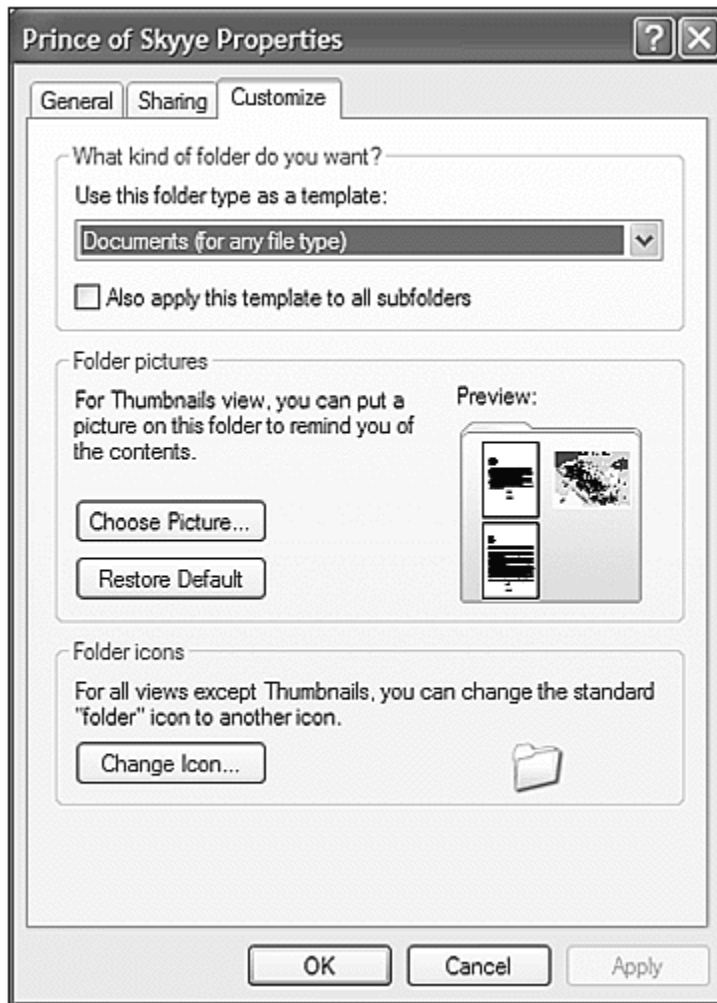 Prince of Skyye Properties
?
General Sharing Customize
What kind of folder do you want?
Use this folder type as a template:
Documents (for any file type)
Also apply this template to all subfolders
Folder pictures
For Thumbnails view, you can put a
picture on this folder to remind you of
the contents.
Preview:
Choose Picture...
Restore Default
Folder icons
For all views except Thumbnails, you can change the standard
"folder" icon to another icon.
Change Icon...
OK Cancel Apply